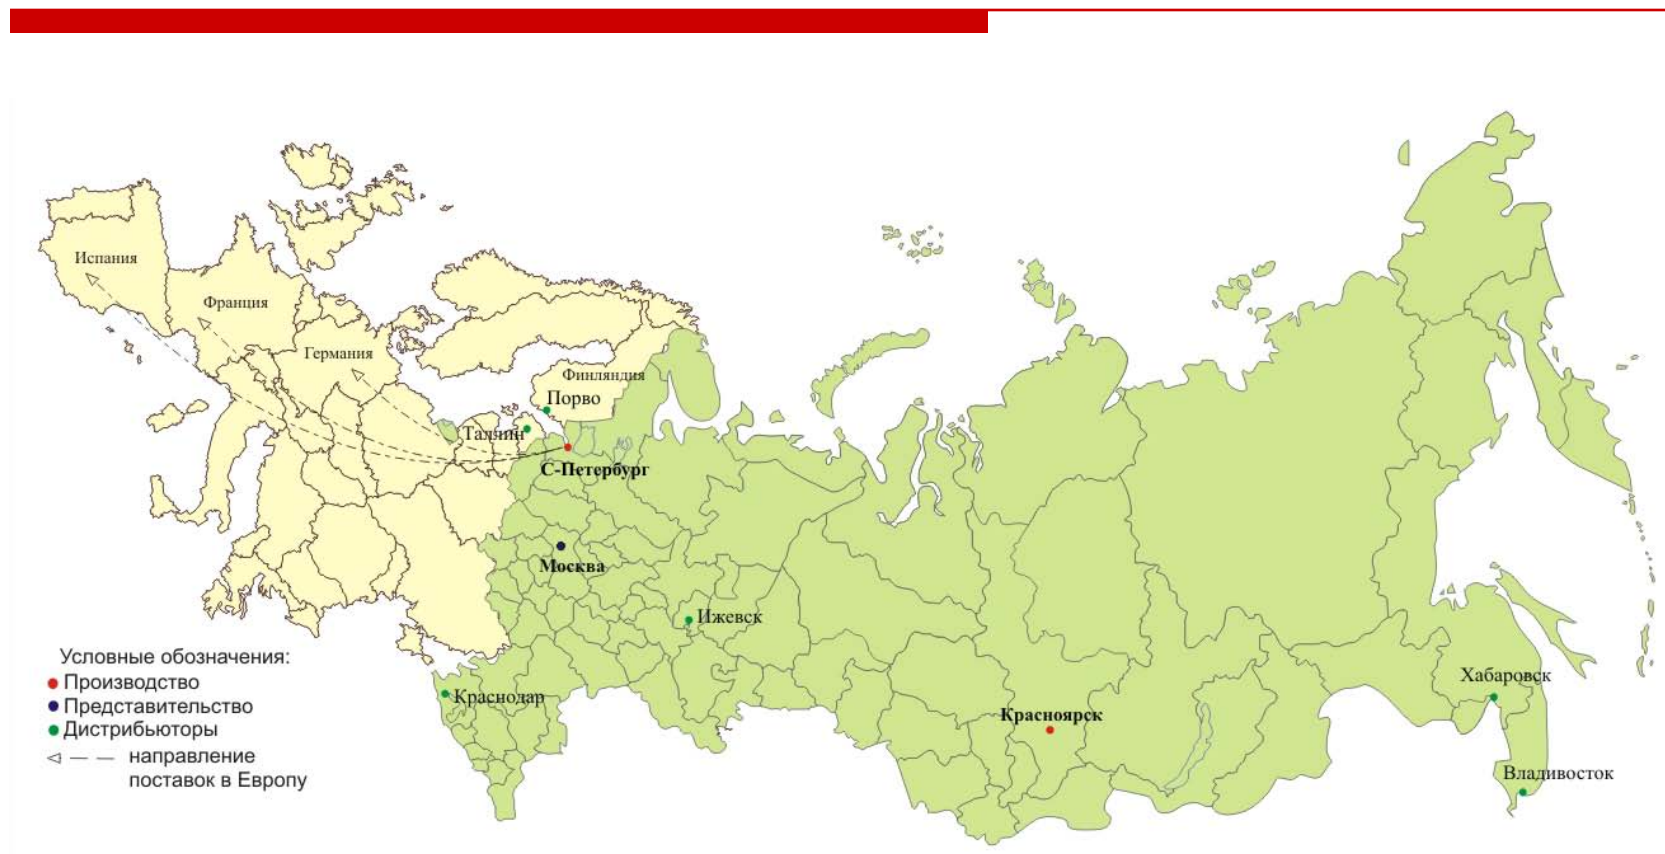 Испания
Франция
Германия
Финляндия
Порво
Таллин
С-Петербург
Москва
Ижевск
Краснодар
Красноярск
Хабаровск
Владивосток
Условные обозначения:
Производство
Представительство
Дистрибьюторы
направление
поставок в Европу